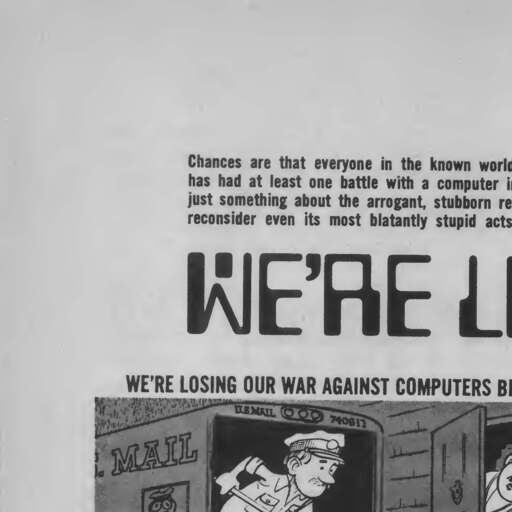 Chances are that everyone in the known world
has had at least one battle with a computer
just something about the arrogant, stubborn
reconsider even its most blatantly stupid acts
WE'RE
WE'RE LOSING OUR WAR AGAINST COMPUTERS
U.S. MAIL 740611
MAIL